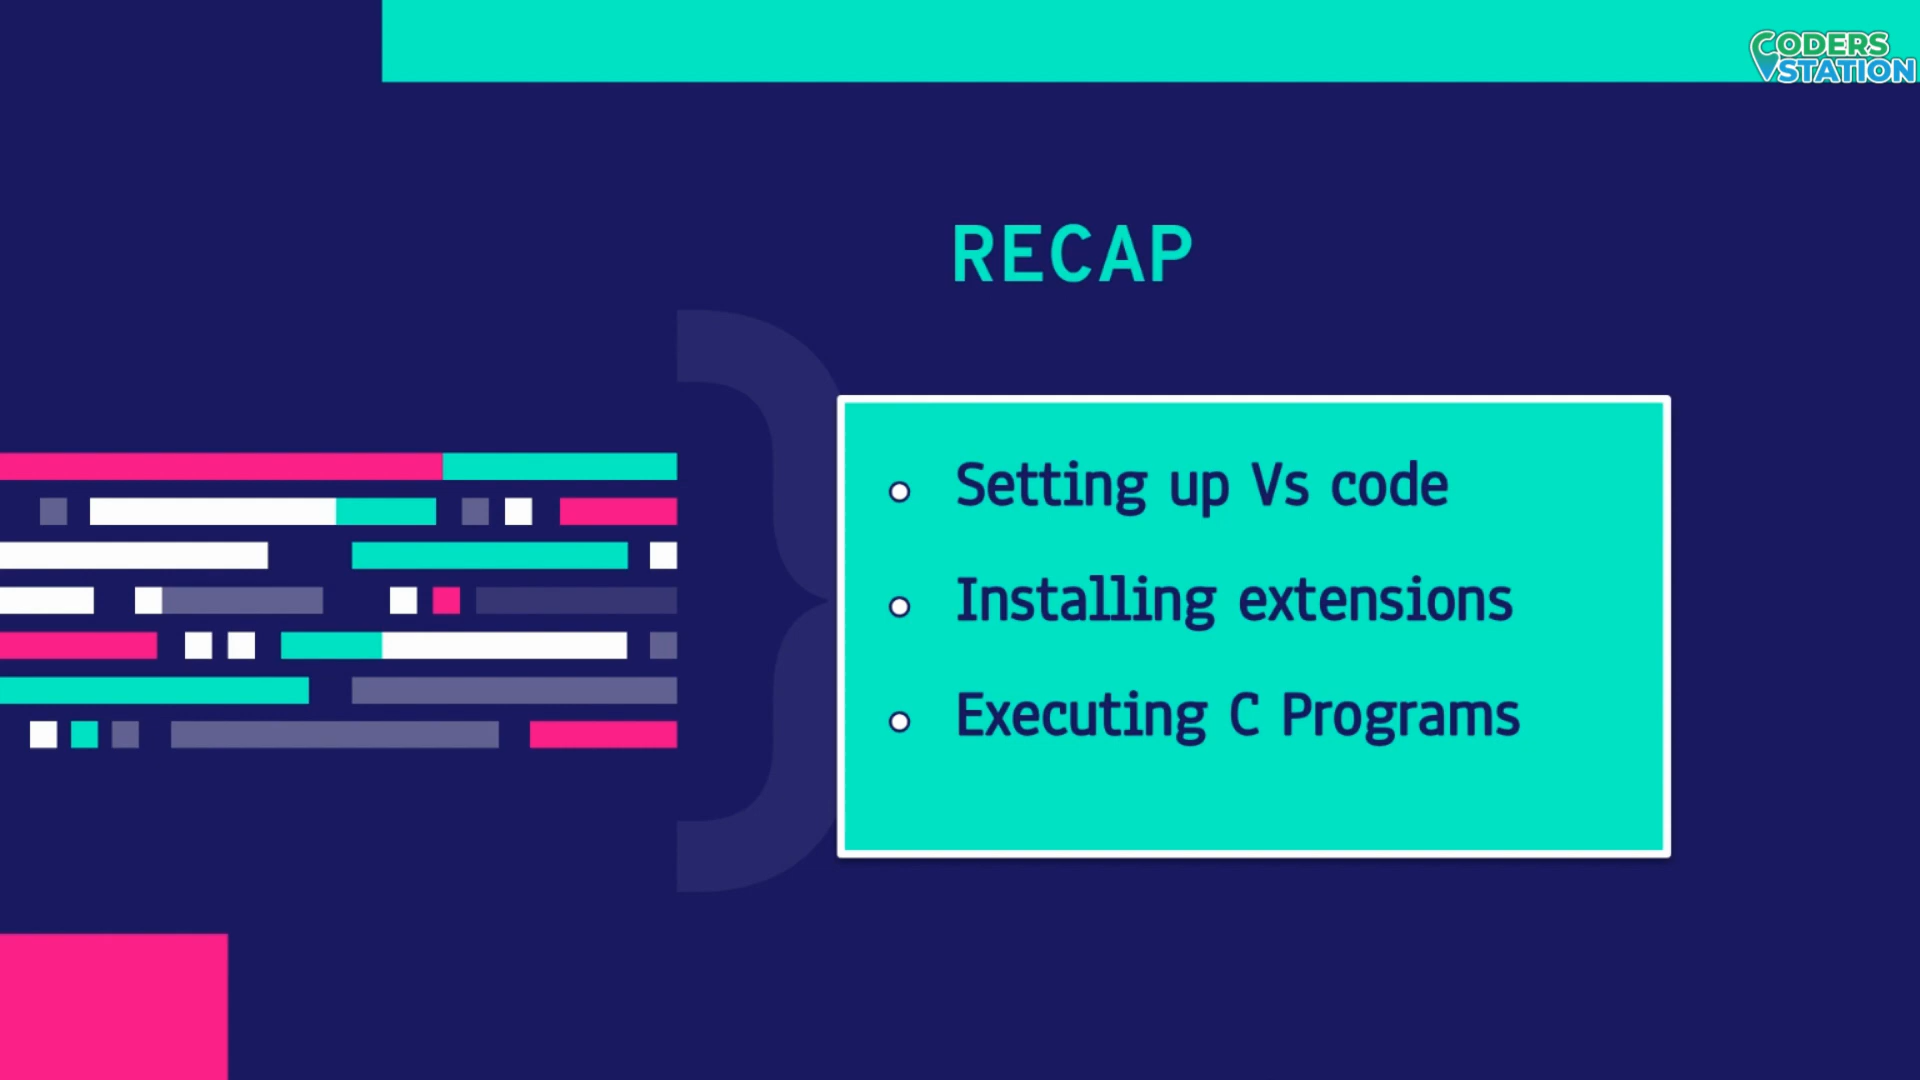 CODERS
STATION
RECAP
Setting up Vs code
Installing extensions
Executing C Programs